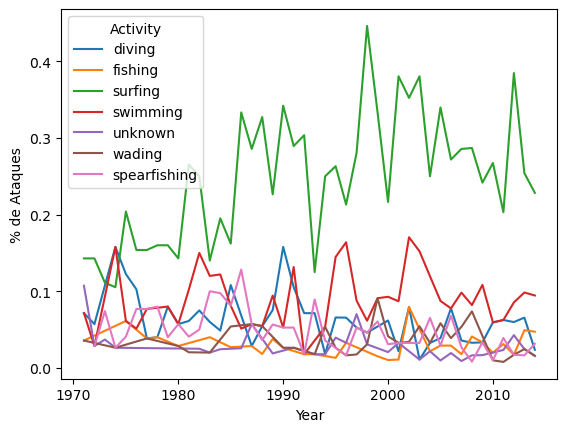 Activity
diving
fishing
surfing
swimming
unknown
wading
spearfishing
% de Ataques
0.4
0.3
0.2
0.1
0.0
1970 1980 1990 2000 2010
Year